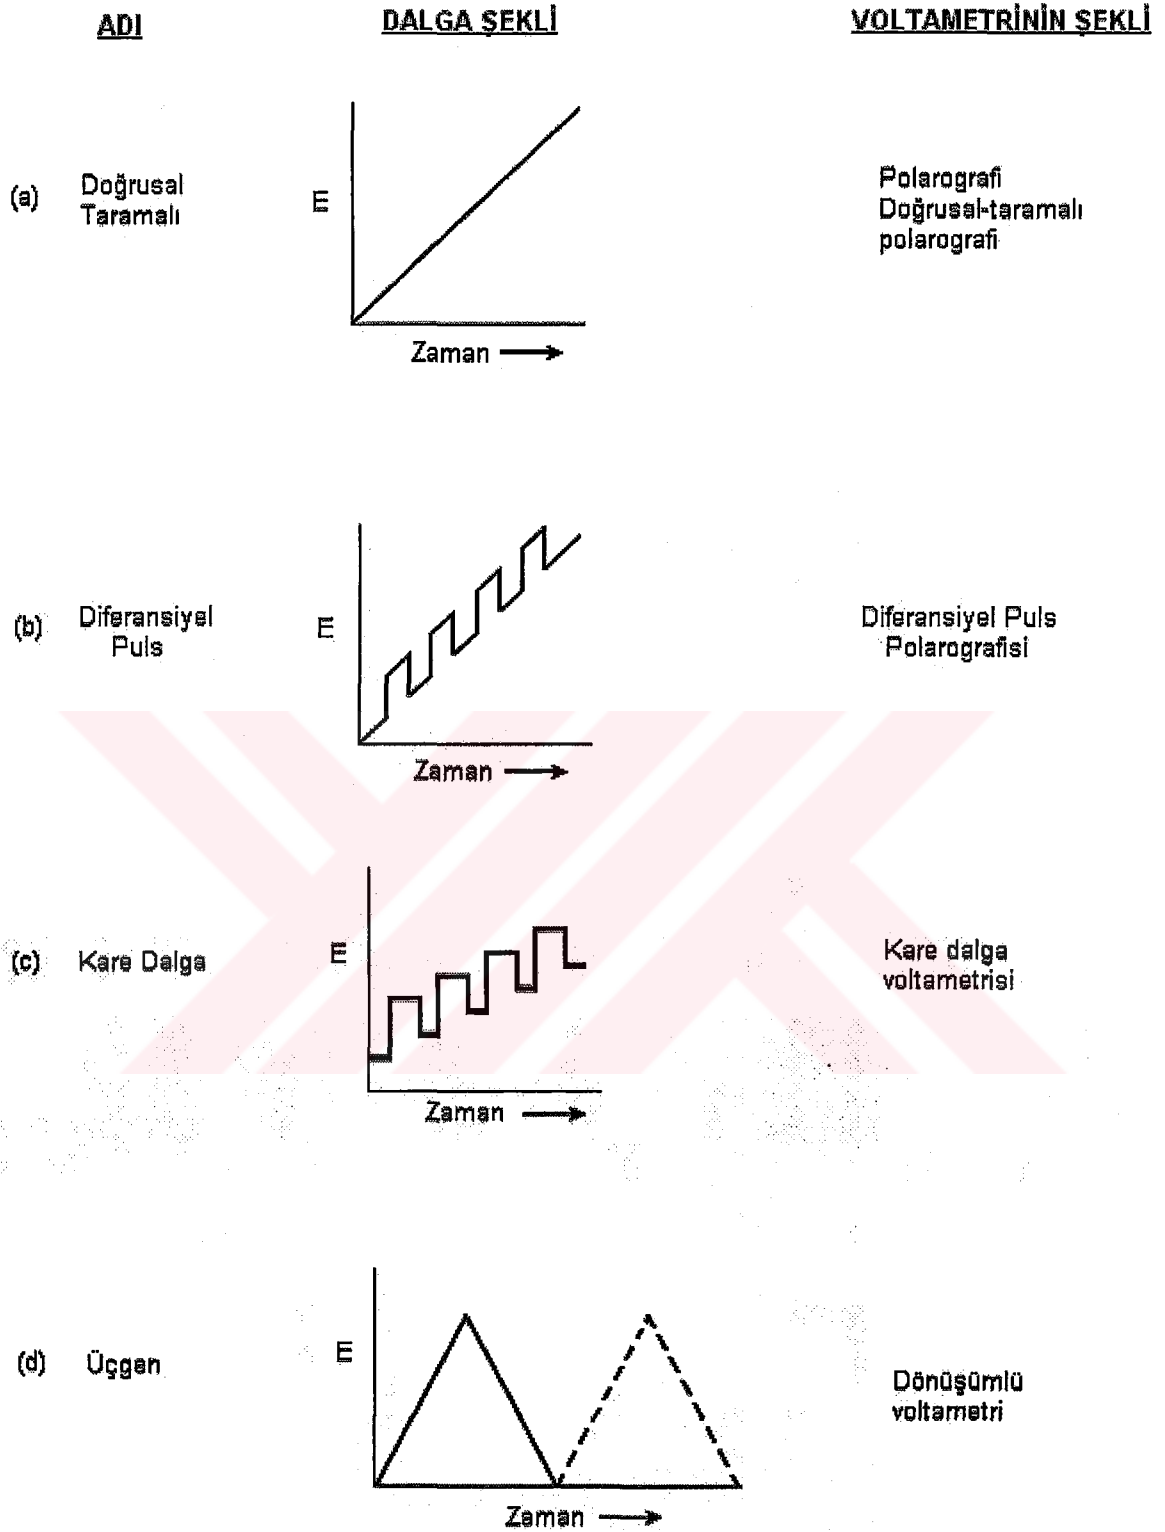 ADI
DALGA ŞEKLİ
VOLTAMETRİNİN ŞEKLİ
(a)
Doğrusal
Taramalı
E
Zaman
Polarografi
Doğrusal-taramalı
polarografi
(b)
Diferansiyel
Puls
E
Zaman
Diferansiyel Puls
Polarografisi
(c)
Kare Dalga
E
Zaman
Kare dalga
voltametrisi
(d)
Üçgen
E
Zaman
Dönüşümlü
voltametri